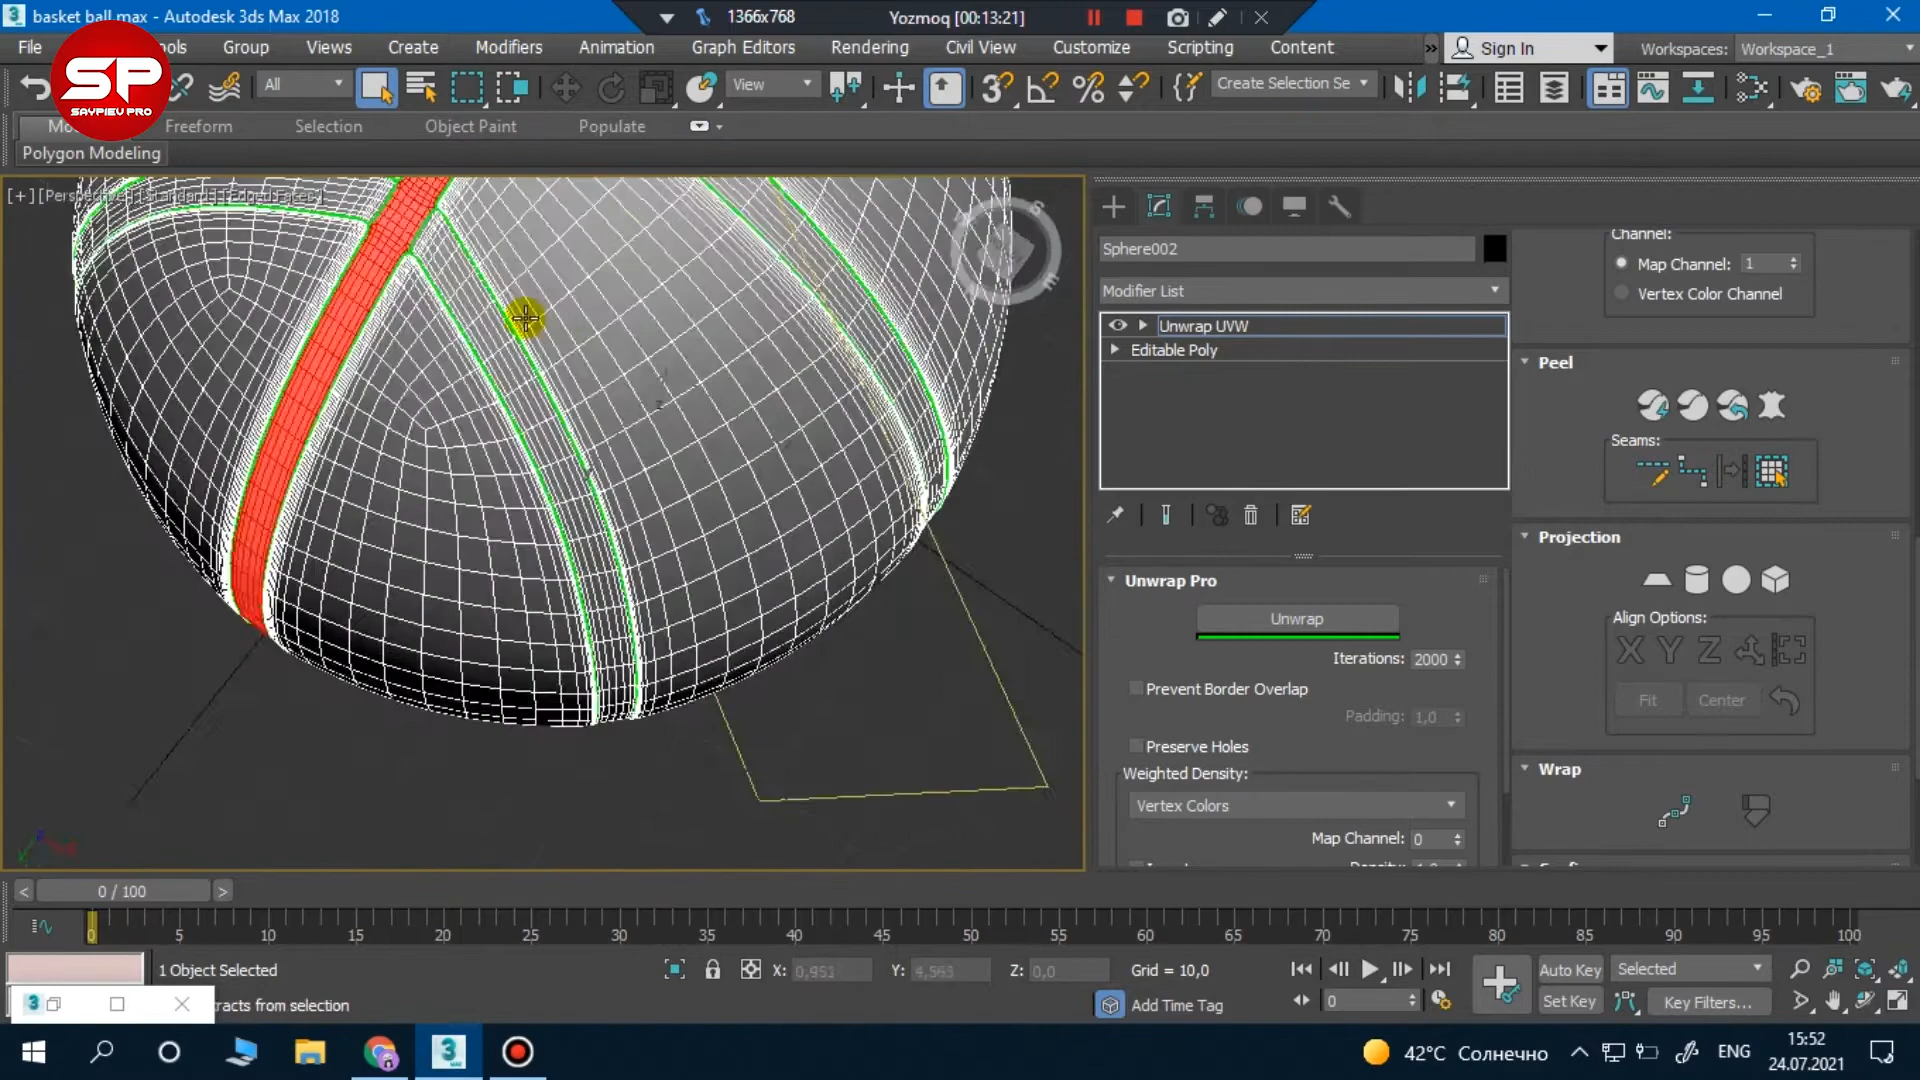 basket ball.max - Autodesk 3ds Max 2018
1366x768
Yozmoq [00:13:21]
File
ols
Group
Views
Create
Modifiers
Animation
Graph Editors
Rendering
Civil View
Customize
Scripting
Content
Sign In
Workspaces: Workspace_1
SP
SAYPIEV PRO
All
View
Create Selection Se
Freeform
Selection
Object Paint
Populate
Polygon Modeling
Sphere002
Modifier List
Unwrap UVW
Editable Poly
Unwrap Pro
Unwrap
Iterations: 2000
Prevent Border Overlap
Padding: 1,0
Preserve Holes
Weighted Density:
Vertex Colors
Map Channel: 0
Channel:
Map Channel: 1
Vertex Color Channel
Peel
Seams:
Projection
Align Options:
X Y Z
Fit Center
Wrap
0 / 100
0 5 10 15 20 25 30 35 40 45 50 55 60 65 70 75 80 85 90 95 100
1 Object Selected
X: 0,951 Y: 4,563 Z: 0,0 Grid = 10,0
Auto Key Selected
tracts from selection
Add Time Tag
0
Set Key Key Filters...
42°C Солнечно
ENG
15:52
24.07.2021